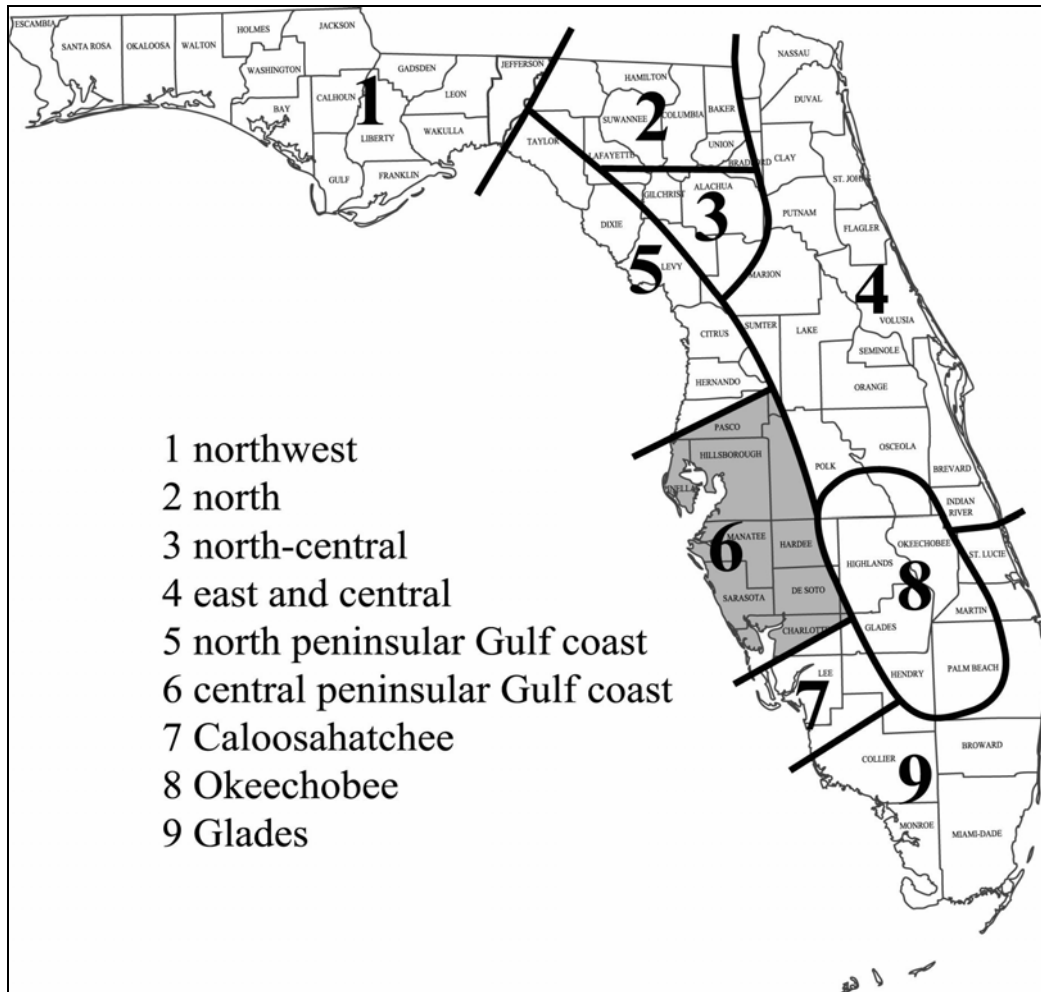 ESCAMBIA
SANTA ROSA
OKALOOSA
WALTON
HOLMES
JACKSON
WASHINGTON
BAY
CALHOUN
1
GADSDEN
LEON
JEFFERSON
LIBERTY
WAKULLA
GULF
FRANKLIN
TAYLOR
HAMILTON
SUWANNEE
2
COLUMBIA
BAKER
NASSAU
DUVAL
LAFAYETTE
UNION
BRADFORD
CLAY
ST. JOHN
GILCHRIST
ALACHUA
3
PUTNAM
DIXIE
FLAGLER
5
LEVY
MARION
4
VOLUSIA
CITRUS
SUMTER
LAKE
SEMINOLE
HERNANDO
ORANGE
PASCO
HILLSBOROUGH
POLK
OSCEOLA
BREVARD
INDIAN
RIVER
6
MANATEE
HARDEE
HIGHLANDS
OKEECHOBEE
ST. LUCIE
8
SARASOTA
DE SOTO
MARTIN
CHARLOTTE
GLADES
LEE
7
HENDRY
PALM BEACH
COLLIER
9
BROWARD
MONROE
MIAMI-DADE
1 northwest
2 north
3 north-central
4 east and central
5 north peninsular Gulf coast
6 central peninsular Gulf coast
7 Caloosahatchee
8 Okeechobee
9 Glades